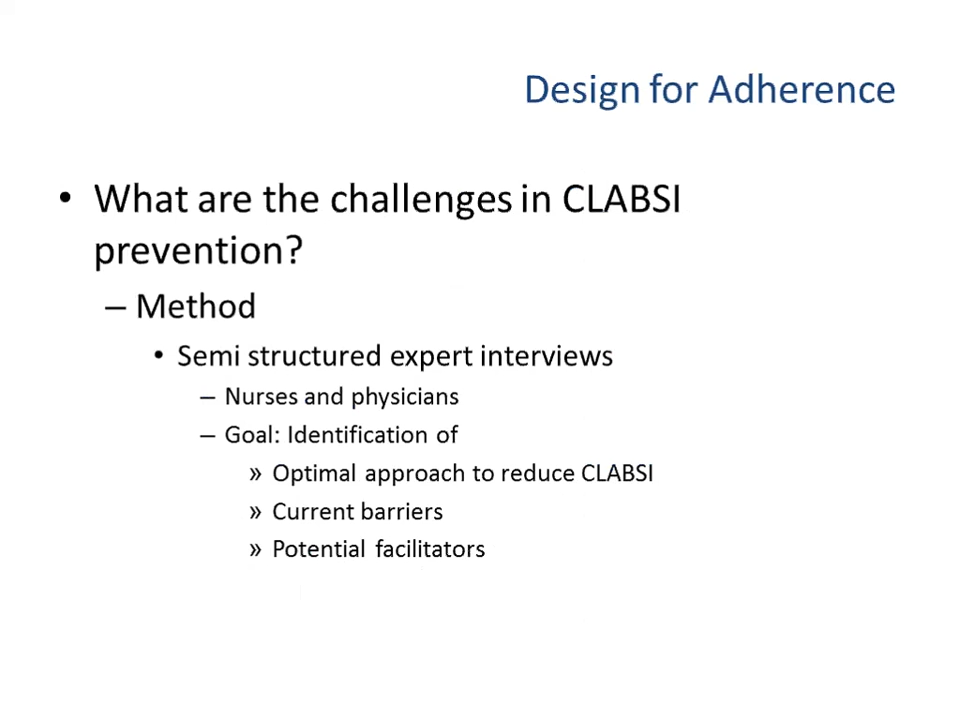 Design for Adherence
• What are the challenges in CLABSI
prevention?
– Method
• Semi structured expert interviews
– Nurses and physicians
– Goal: Identification of
» Optimal approach to reduce CLABSI
» Current barriers
» Potential facilitators